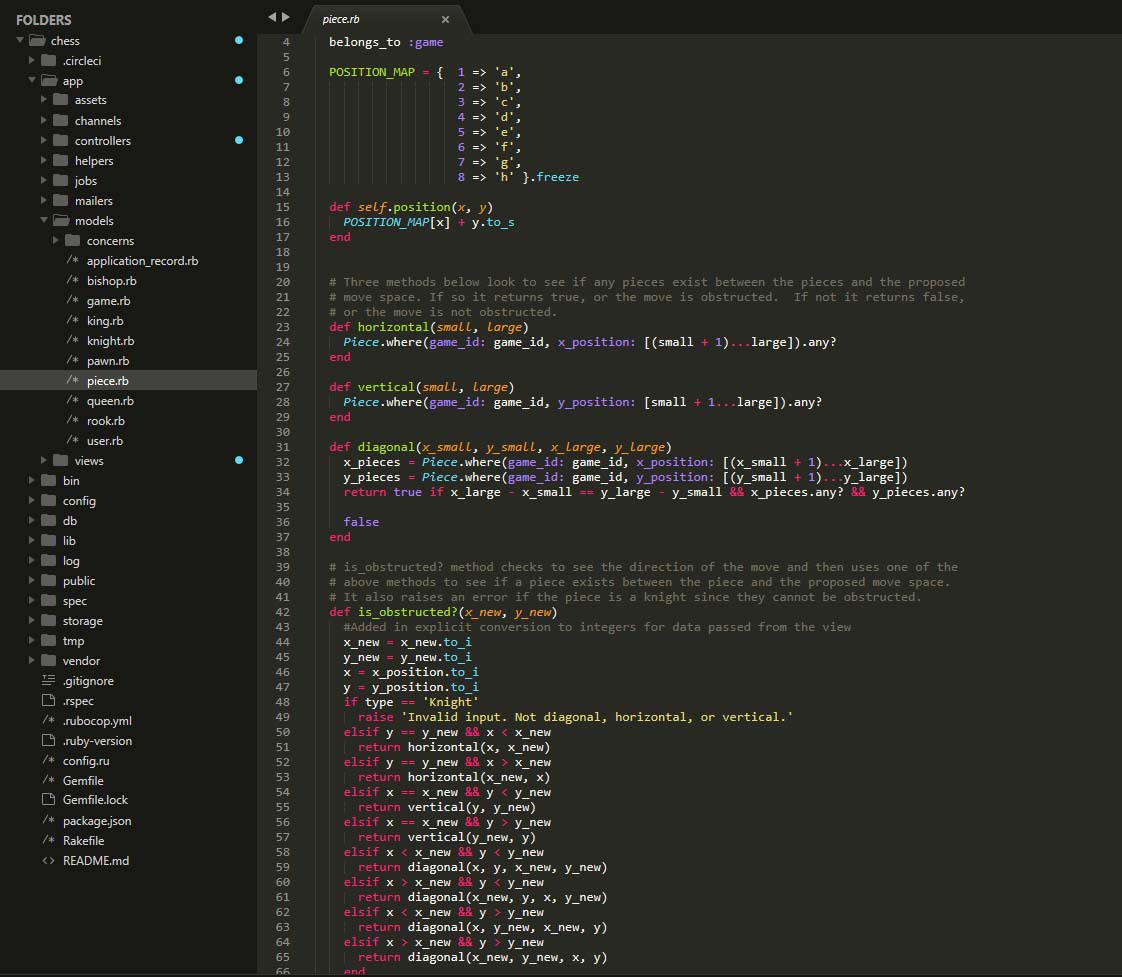 FOLDERS
chess
.circleci
app
assets
channels
controllers
helpers
jobs
mailers
models
concerns
/* application_record.rb
/* bishop.rb
/* game.rb
/* king.rb
/* knight.rb
/* pawn.rb
/* piece.rb
/* queen.rb
/* rook.rb
/* user.rb
views
bin
config
db
lib
log
public
spec
storage
tmp
vendor
.gitignore
.rspec
/* .rubocop.yml
.ruby-version
/* config.ru
/* Gemfile
Gemfile.lock
/* package.json
/* Rakefile
<> README.md
piece.rb ×
4 belongs_to :game
5
6 POSITION_MAP = {  1 => 'a',
7 2 => 'b',
8 3 => 'c',
9 4 => 'd',
10 5 => 'e',
11 6 => 'f',
12 7 => 'g',
13 8 => 'h' }.freeze
14
15 def self.position(x, y)
16   POSITION_MAP[x] + y.to_s
17 end
18
19
20 # Three methods below look to see if any pieces exist between the pieces and the proposed
21 # move space. If so it returns true, or the move is obstructed.  If not it returns false,
22 # or the move is not obstructed.
23 def horizontal(small, large)
24   Piece.where(game_id: game_id, x_position: [(small + 1)...large]).any?
25 end
26
27 def vertical(small, large)
28   Piece.where(game_id: game_id, y_position: [small + 1...large]).any?
29 end
30
31 def diagonal(x_small, y_small, x_large, y_large)
32   x_pieces = Piece.where(game_id: game_id, x_position: [(x_small + 1)...x_large])
33   y_pieces = Piece.where(game_id: game_id, y_position: [(y_small + 1)...y_large])
34   return true if x_large - x_small == y_large - y_small && x_pieces.any? && y_pieces.any?
35
36   false
37 end
38
39 # is_obstructed? method checks to see the direction of the move and then uses one of the
40 # above methods to see if a piece exists between the piece and the proposed move space.
41 # It also raises an error if the piece is a knight since they cannot be obstructed.
42 def is_obstructed?(x_new, y_new)
43   #Added in explicit conversion to integers for data passed from the view
44   x_new = x_new.to_i
45   y_new = y_new.to_i
46   x = x_position.to_i
47   y = y_position.to_i
48   if type == 'Knight'
49     raise 'Invalid input. Not diagonal, horizontal, or vertical.'
50   elsif y == y_new && x < x_new
51     return horizontal(x, x_new)
52   elsif y == y_new && x > x_new
53     return horizontal(x_new, x)
54   elsif x == x_new && y < y_new
55     return vertical(y, y_new)
56   elsif x == x_new && y > y_new
57     return vertical(y_new, y)
58   elsif x < x_new && y < y_new
59     return diagonal(x, y, x_new, y_new)
60   elsif x > x_new && y < y_new
61     return diagonal(x_new, y, x, y_new)
62   elsif x < x_new && y > y_new
63     return diagonal(x, y_new, x_new, y)
64   elsif x > x_new && y > y_new
65     return diagonal(x_new, y_new, x, y)
66   end